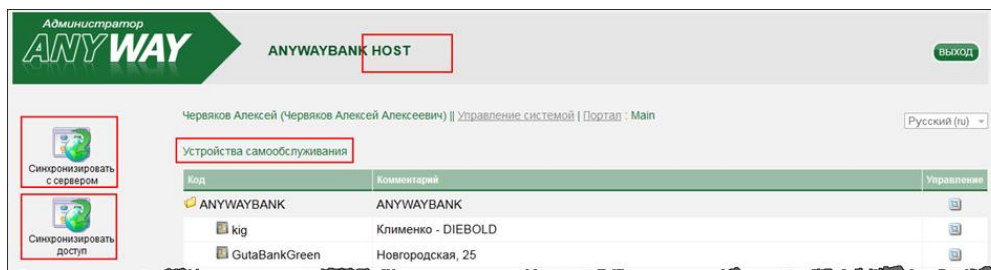 Администратор
ANYWAY
ANYWAYBANK HOST
выход
Червяков Алексей (Червяков Алексей Алексеевич) || Управление системой | Портал : Main
Русский (ru)
Синхронизировать
с сервером
Устройства самообслуживания
Код Комментарий Управление
ANYWAYBANK ANYWAYBANK
Синхронизировать
доступ
kig Клименко - DIEBOLD
GutaBankGreen Новгородская, 25